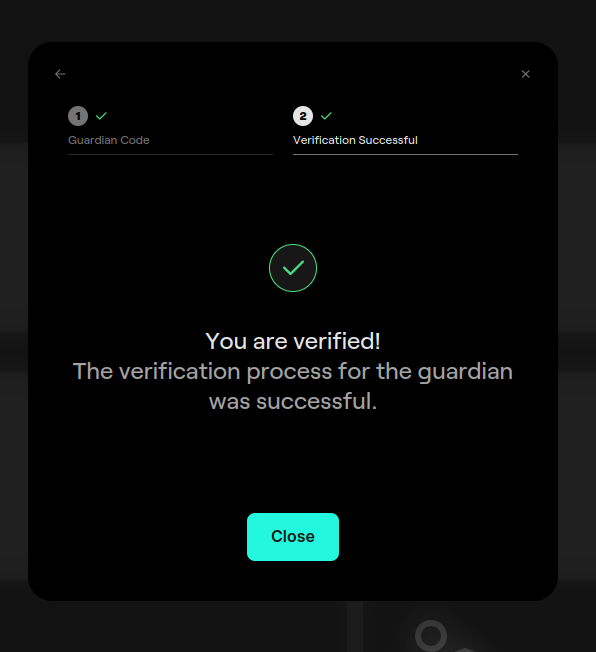 1
Guardian Code
2
Verification Successful
You are verified!
The verification process for the guardian
was successful.
Close